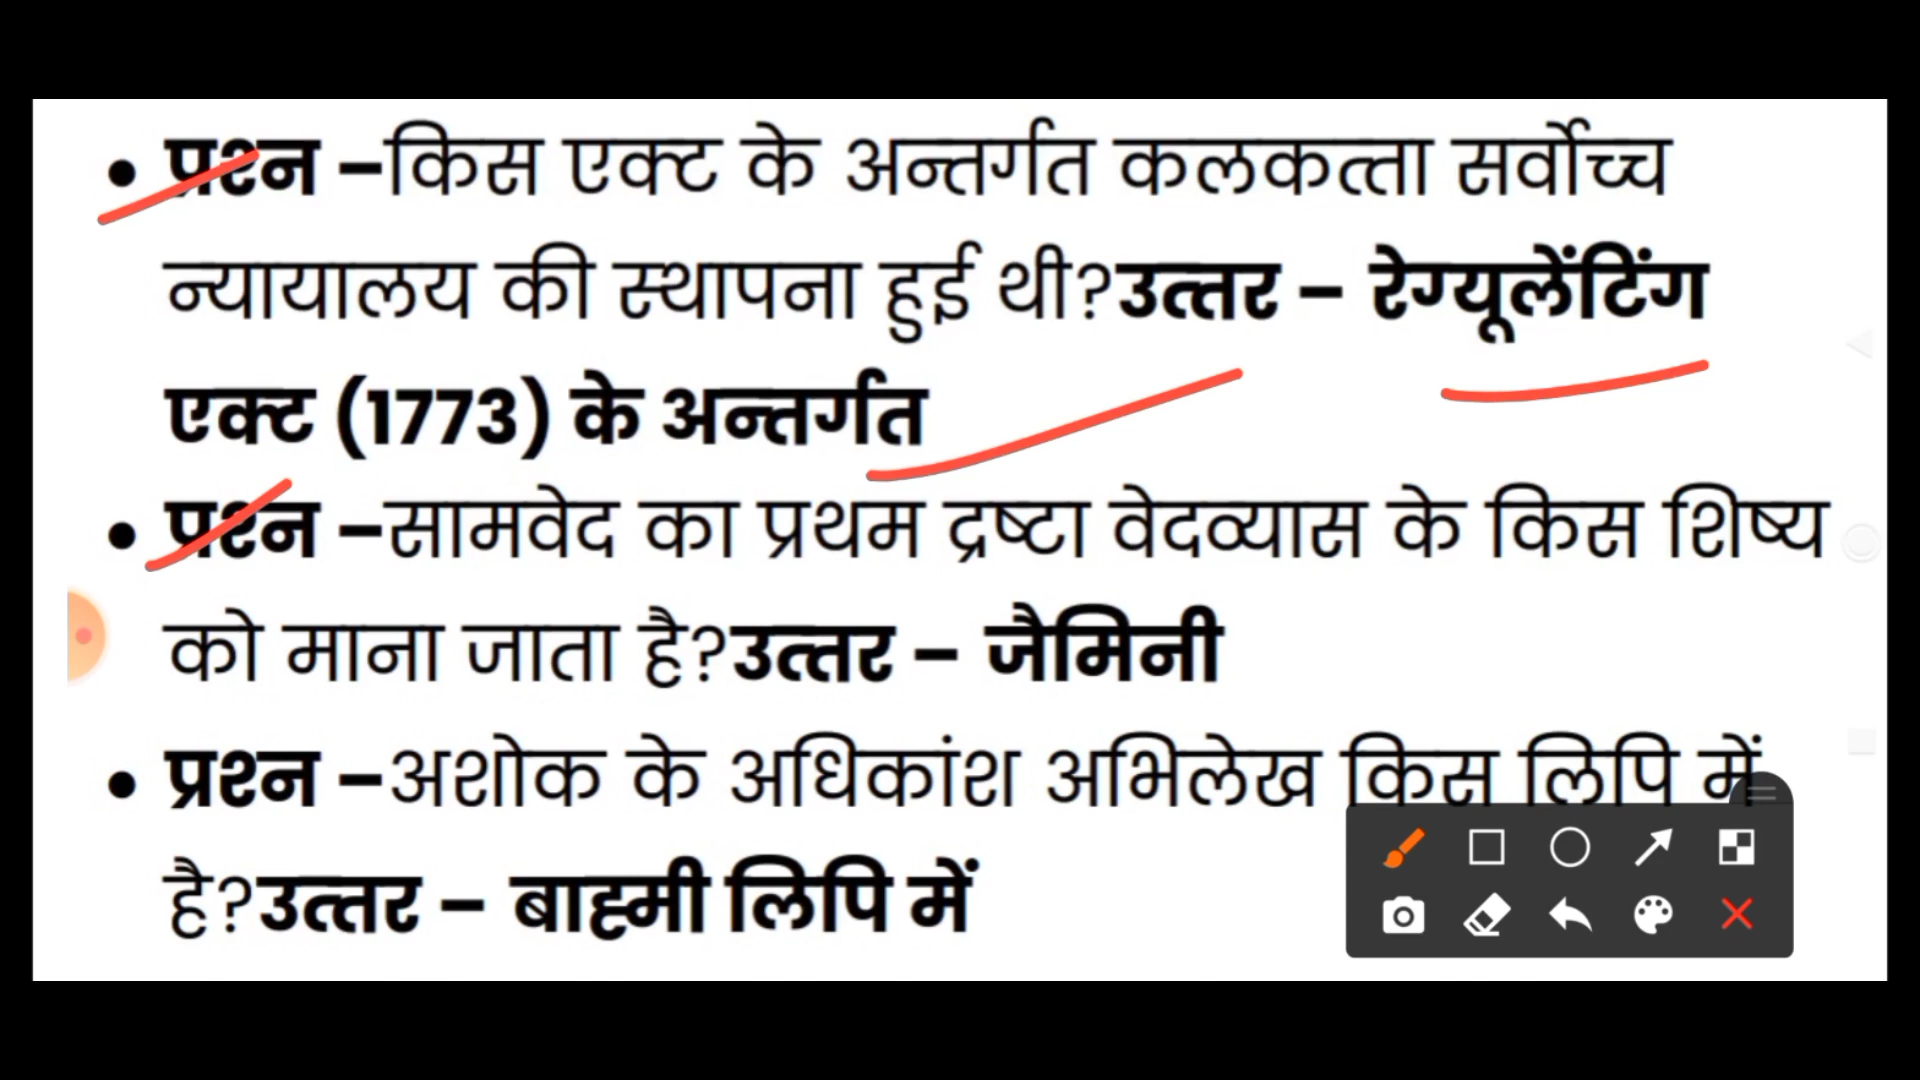 • प्रश्न –किस एक्ट के अन्तर्गत कलकत्ता सर्वोच्च
न्यायालय की स्थापना हुई थी?उत्तर – रेग्यूलेंटिंग
एक्ट (1773) के अन्तर्गत
• प्रश्न –सामवेद का प्रथम द्रष्टा वेदव्यास के किस शिष्य
को माना जाता है?उत्तर – जैमिनी
• प्रश्न –अशोक के अधिकांश अभिलेख किस लिपि में
है?उत्तर – बाह्मी लिपि में